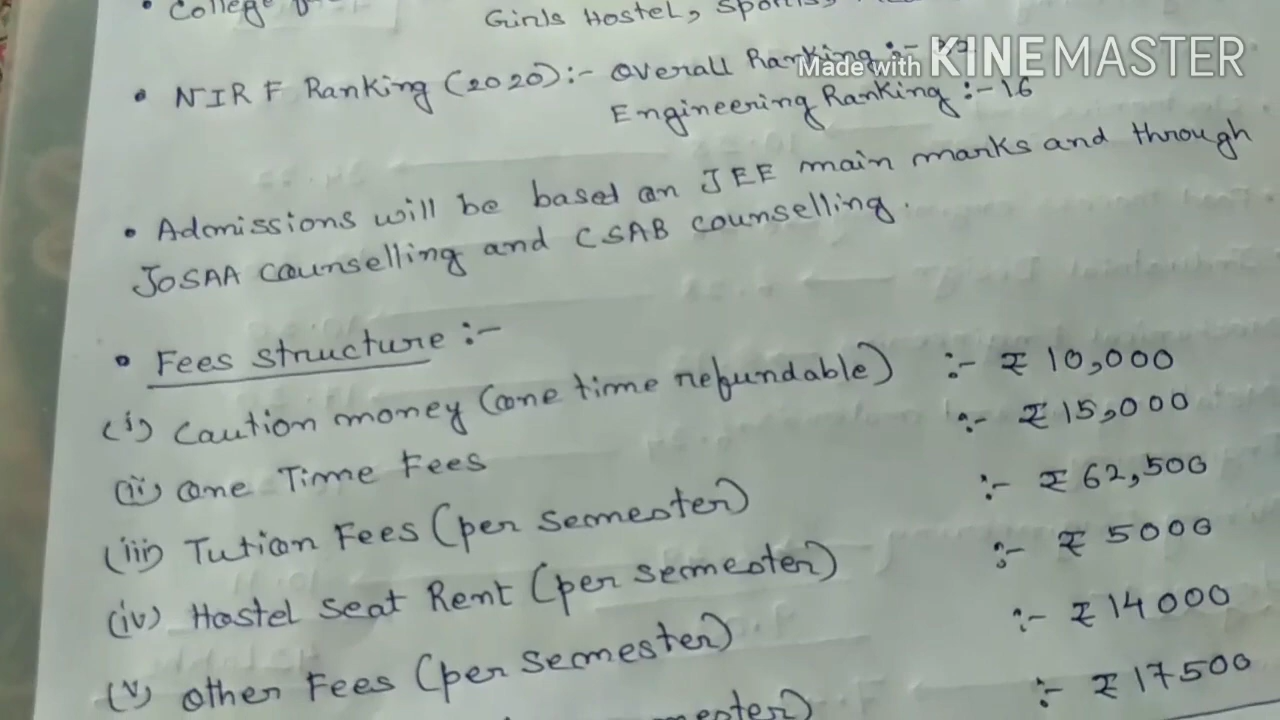 • College
Girls Hostel, Sports,
Made with KINEMASTER
• NIRF Ranking (2020):- Overall Ranking:-
Engineering Ranking:-16
• Admissions will be based on JEE main marks and through
JOSAA counselling and CSAB counselling.
• Fees structure:-
(i) Caution money (one time refundable) :- ₹ 10,000
(ii) One Time Fees :- ₹ 15,000
(iii) Tution Fees (per semester) :- ₹ 62,500
(iv) Hostel Seat Rent (per semester) :- ₹ 5000
(v) Other Fees (per semester) :- ₹ 14000
:- ₹ 17500